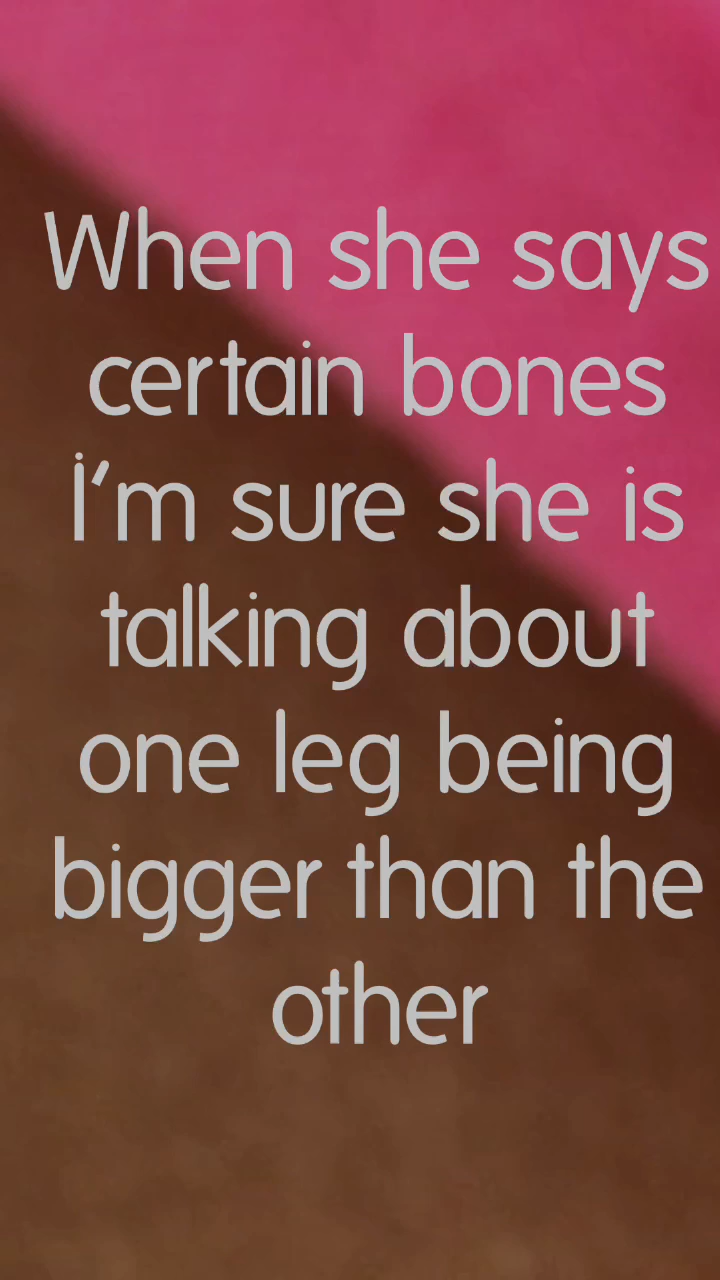 When she says
certain bones
I'm sure she is
talking about
one leg being
bigger than the
other